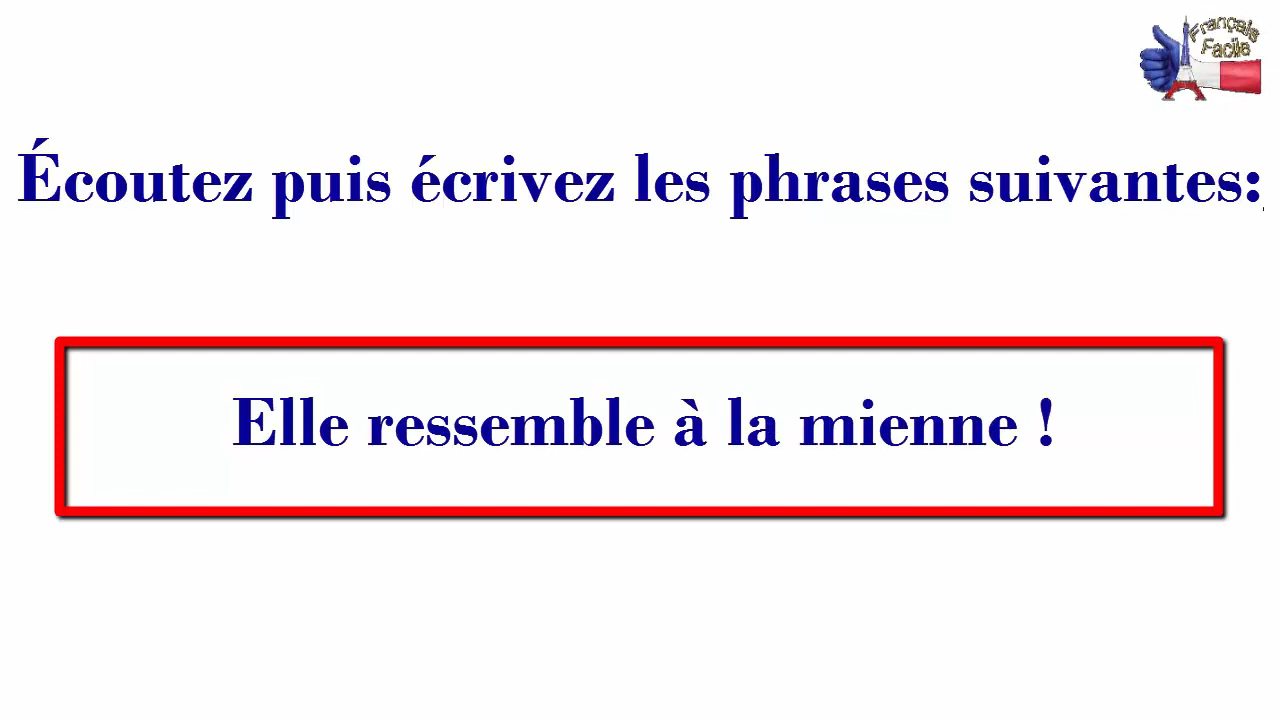 Français
Facile
Écoutez puis écrivez les phrases suivantes:
Elle ressemble à la mienne !